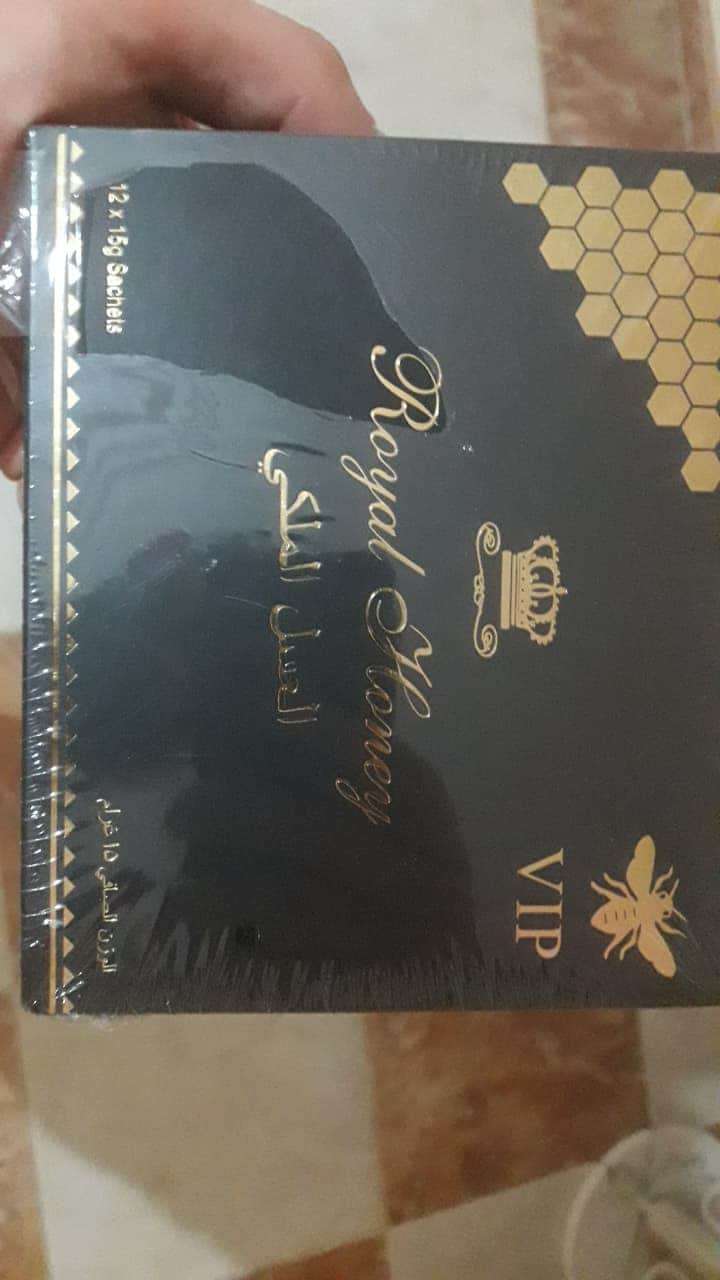 VIP
Royal Honey
العسل الملكي
12 x 15g Sachets
الوزن الصافي ١٥ غرام